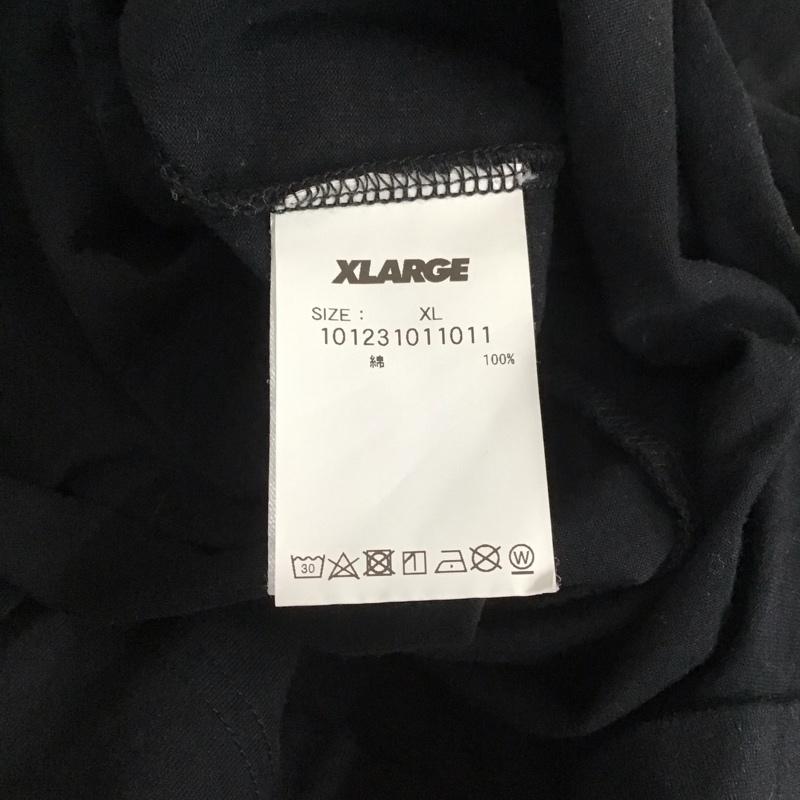 XLARGE
SIZE : XL
101231011011
綿 100%
30 W